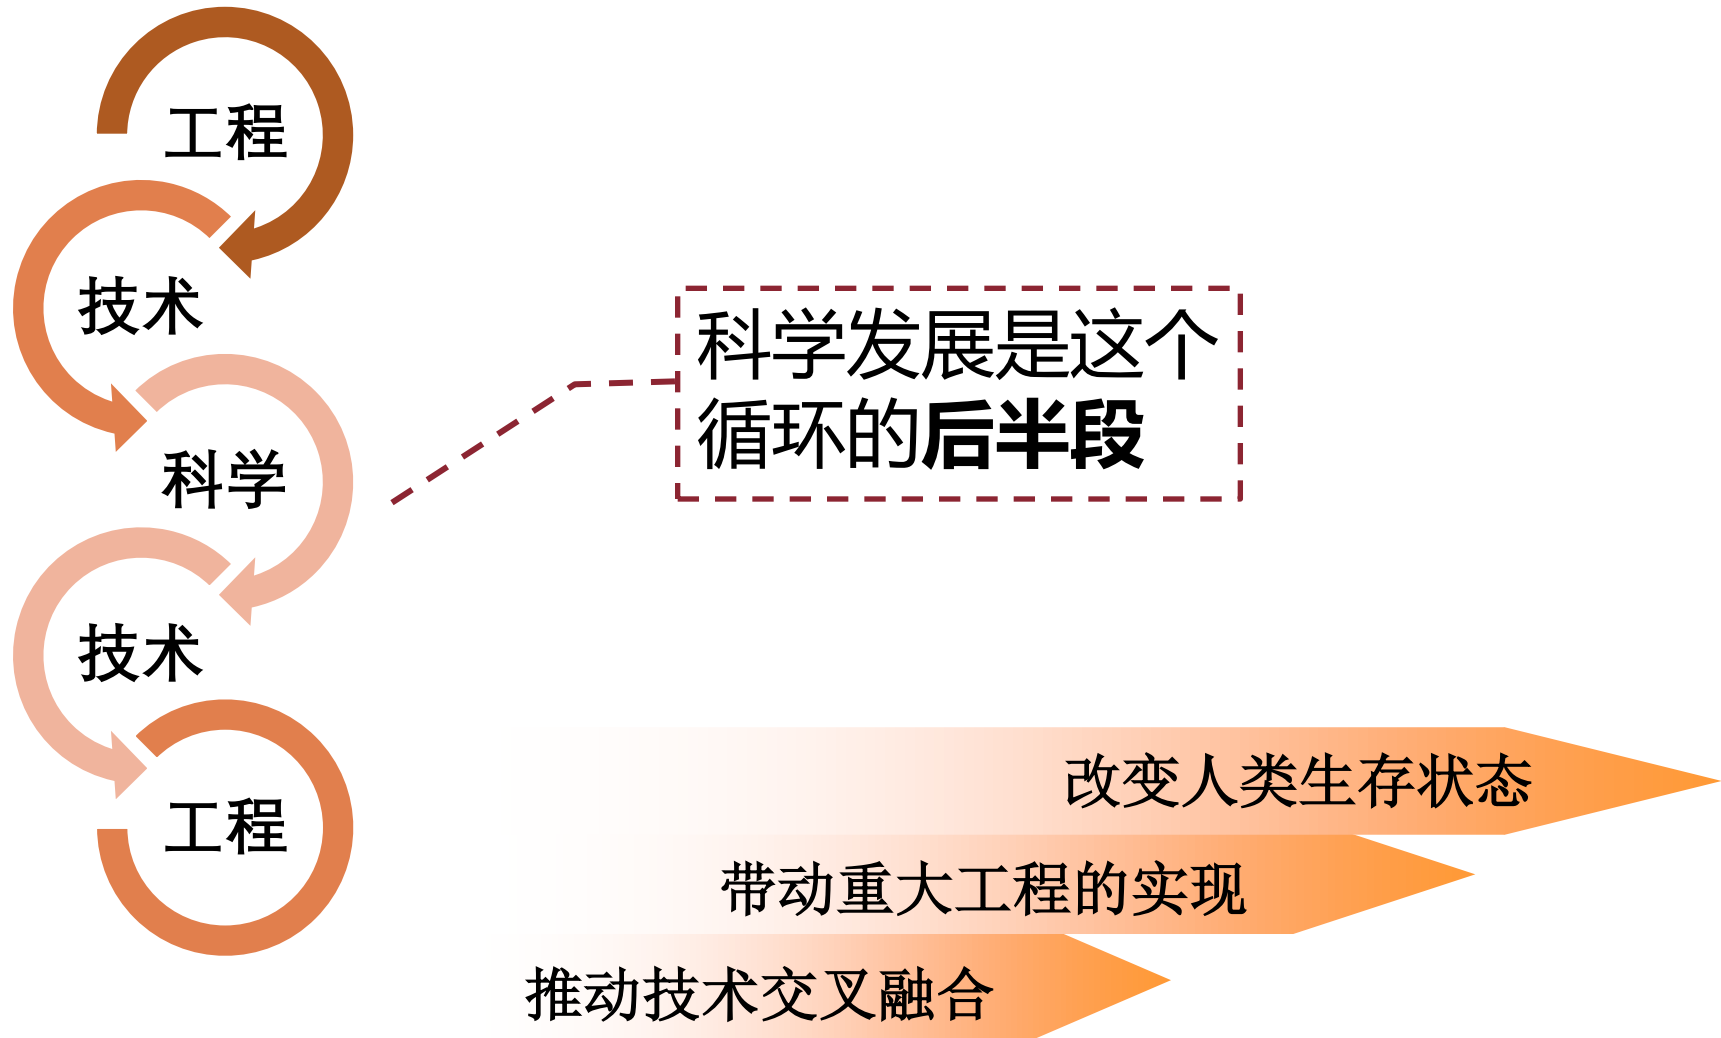 工程
技术
科学
技术
工程
科学发展是这个
循环的后半段
改变人类生存状态
带动重大工程的实现
推动技术交叉融合